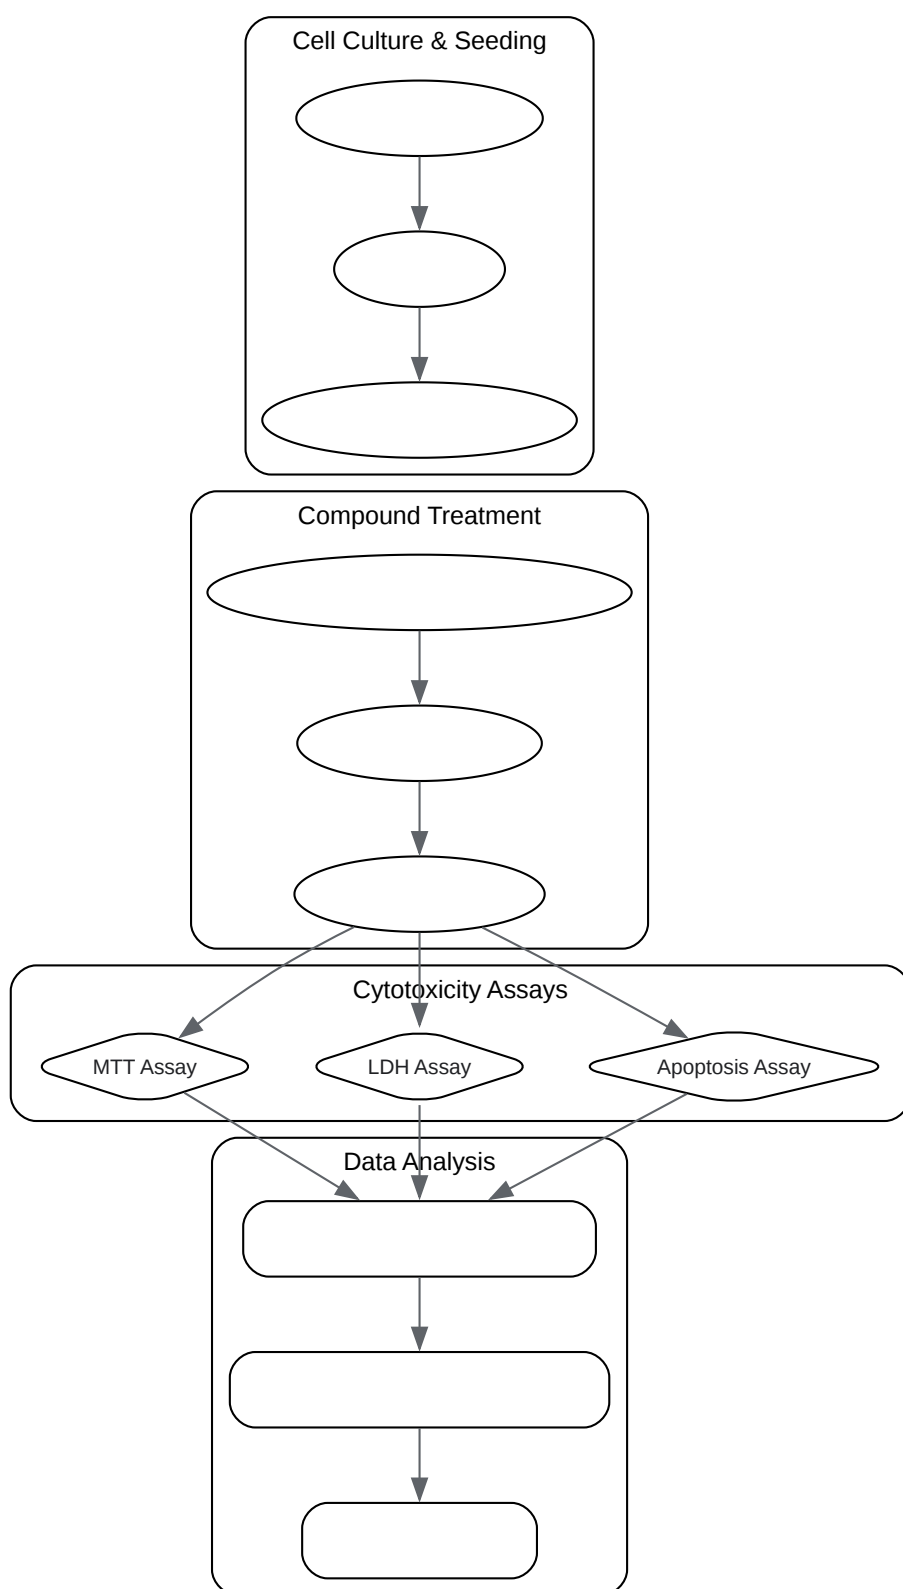 Cell Culture & Seeding
Compound Treatment
Cytotoxicity Assays
MTT Assay
LDH Assay
Apoptosis Assay
Data Analysis